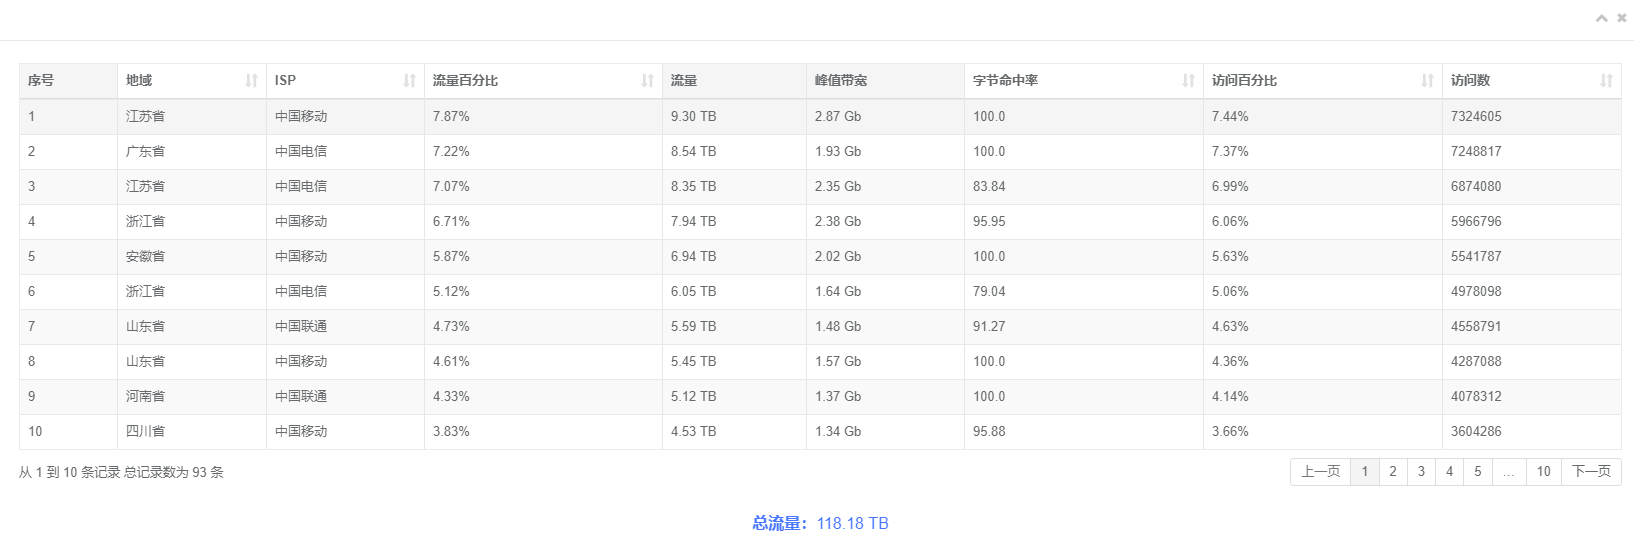 序号 地域 ISP 流量百分比 流量 峰值带宽 字节命中率 访问百分比 访问数
1 江苏省 中国移动 7.87% 9.30 TB 2.87 Gb 100.0 7.44% 7324605
2 广东省 中国电信 7.22% 8.54 TB 1.93 Gb 100.0 7.37% 7248817
3 江苏省 中国电信 7.07% 8.35 TB 2.35 Gb 83.84 6.99% 6874080
4 浙江省 中国移动 6.71% 7.94 TB 2.38 Gb 95.95 6.06% 5966796
5 安徽省 中国移动 5.87% 6.94 TB 2.02 Gb 100.0 5.63% 5541787
6 浙江省 中国电信 5.12% 6.05 TB 1.64 Gb 79.04 5.06% 4978098
7 山东省 中国联通 4.73% 5.59 TB 1.48 Gb 91.27 4.63% 4558791
8 山东省 中国移动 4.61% 5.45 TB 1.57 Gb 100.0 4.36% 4287088
9 河南省 中国联通 4.33% 5.12 TB 1.37 Gb 100.0 4.14% 4078312
10 四川省 中国移动 3.83% 4.53 TB 1.34 Gb 95.88 3.66% 3604286
从 1 到 10 条记录 总记录数为 93 条 上一页 1 2 3 4 5 ... 10 下一页
总流量：118.18 TB